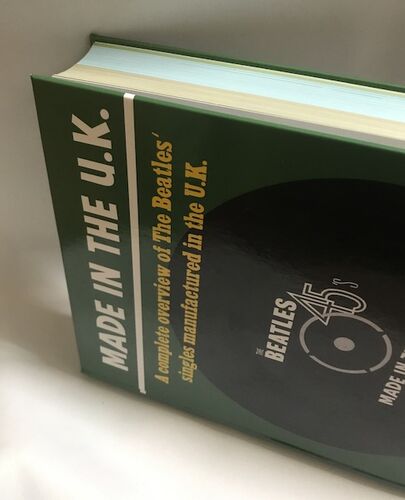 MADE IN THE U.K.
A complete overview of The Beatles'
singles manufactured in the U.K.
THE
BEATLES
45's
MADE IN